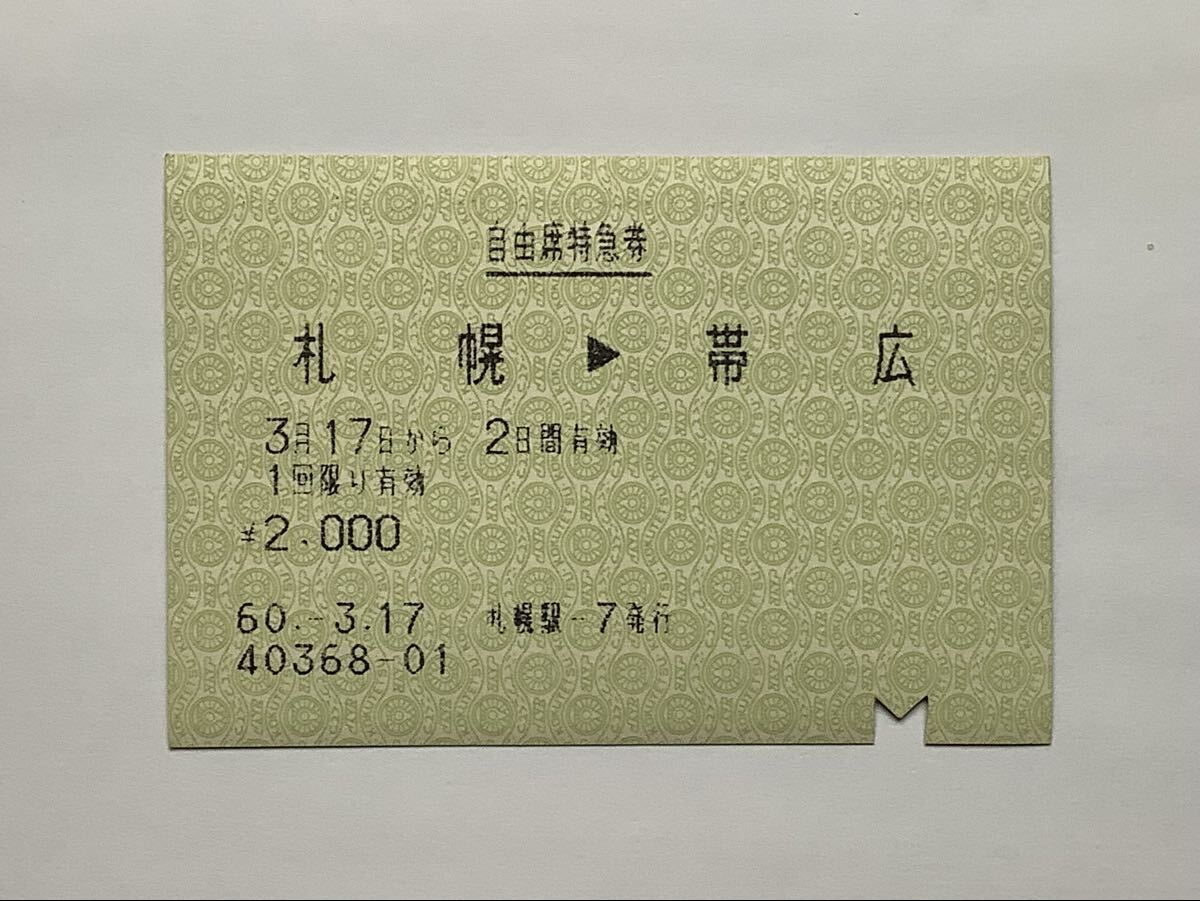 自由席特急券
札幌▶帯広
3月17日から 2日間有効
1回限り有効
¥2.000
60.-3.17 札幌駅-7発行
40368-01